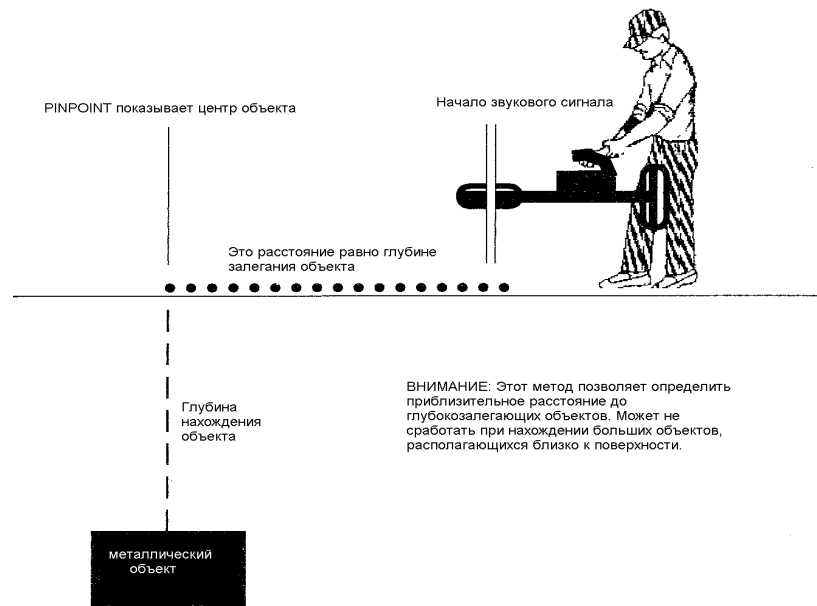 PINPOINT показывает центр объекта
Начало звукового сигнала
Это расстояние равно глубине
залегания объекта
Глубина
нахождения
объекта
ВНИМАНИЕ: Этот метод позволяет определить
приблизительное расстояние до
глубокозалегающих объектов. Может не
сработать при нахождении больших объектов,
располагающихся близко к поверхности.
металлический
объект